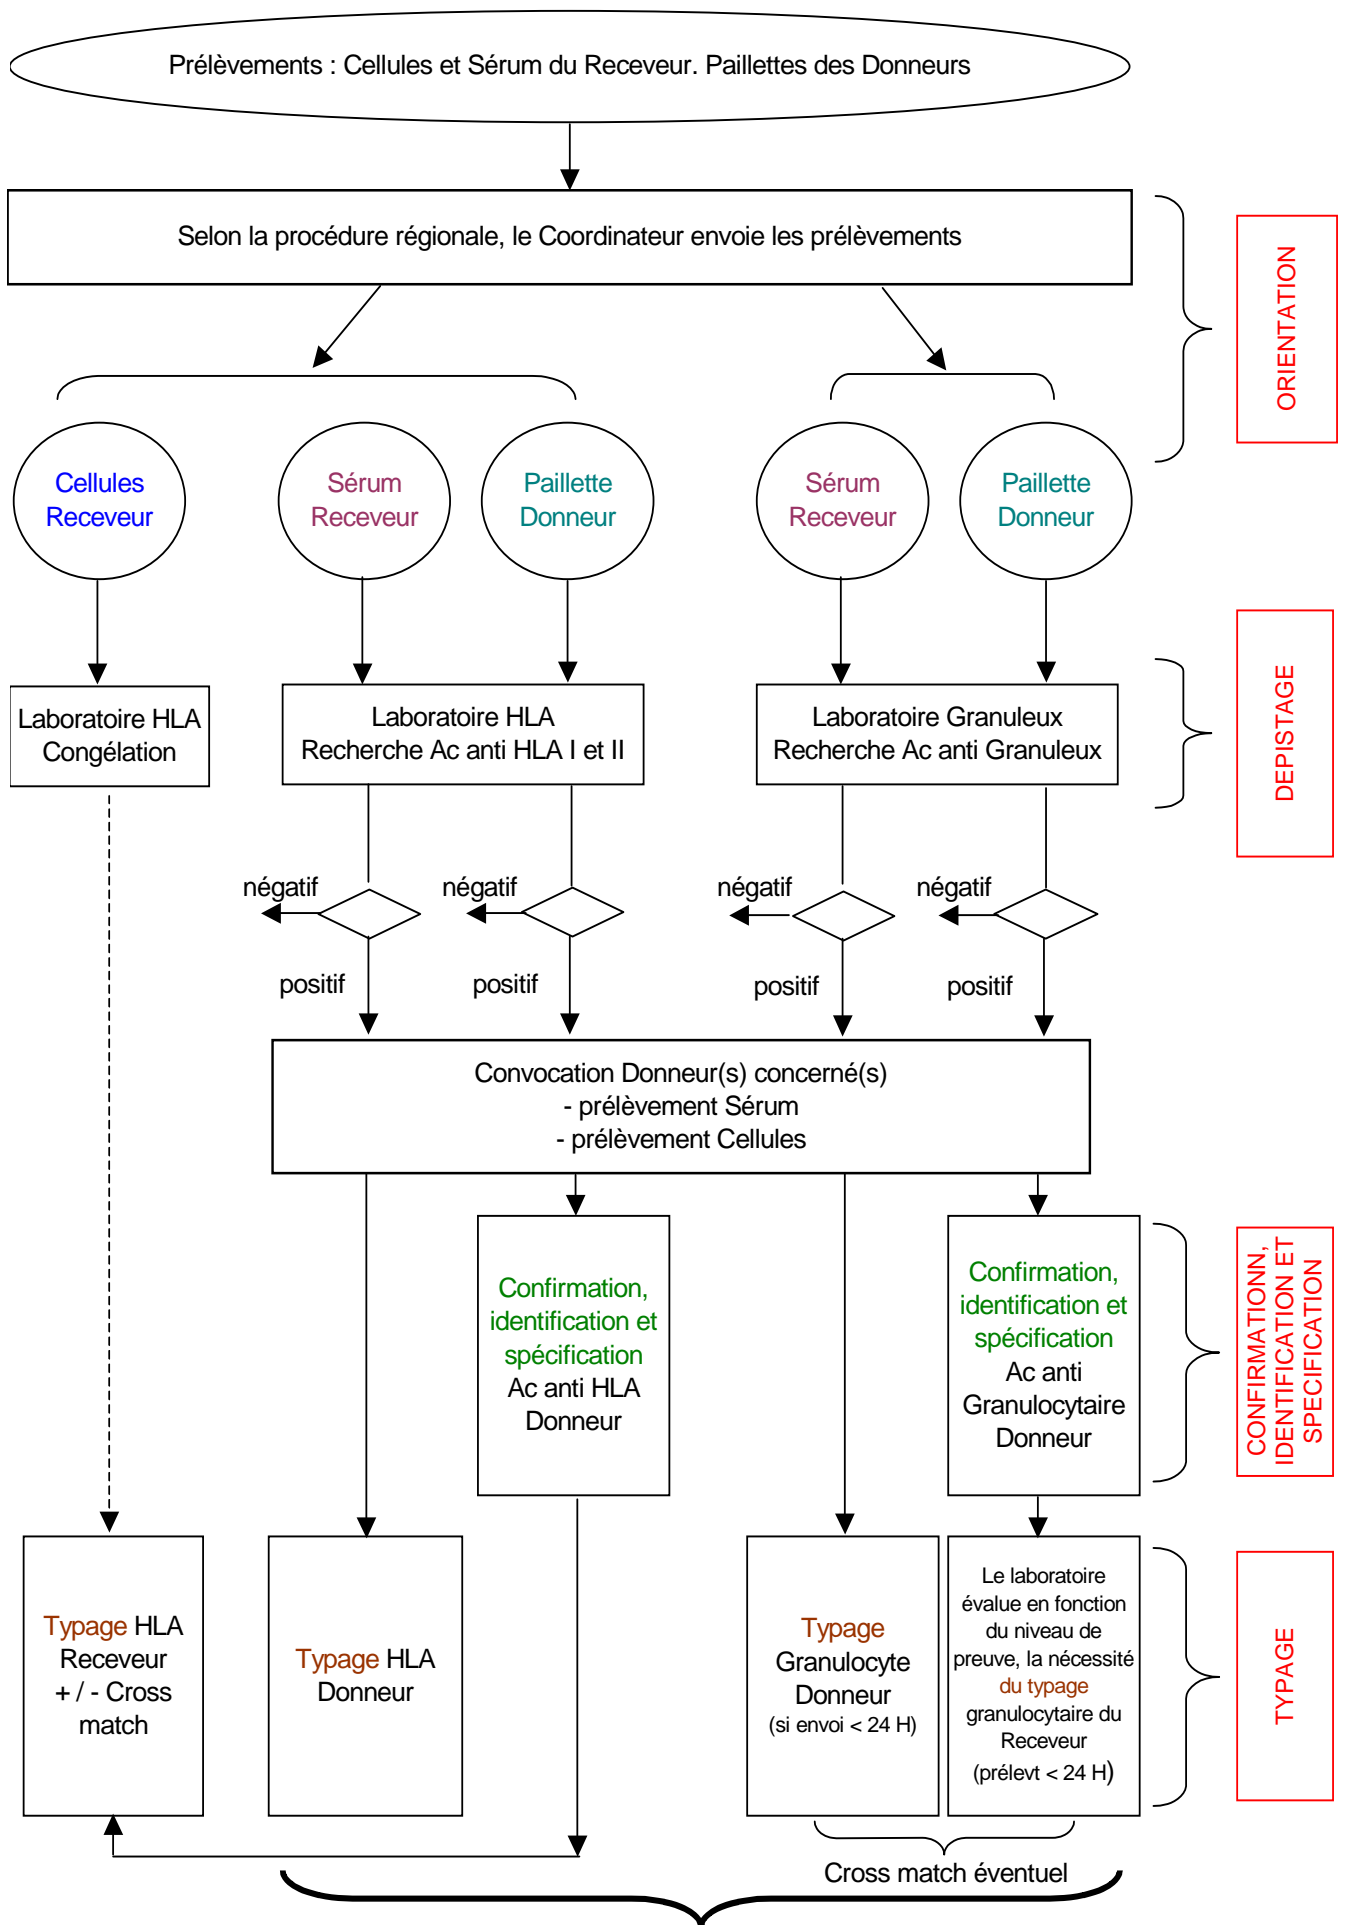 Prélèvements : Cellules et Sérum du Receveur. Paillettes des Donneurs
Selon la procédure régionale, le Coordinateur envoie les prélèvements
ORIENTATION
Cellules
Receveur
Sérum
Receveur
Paillette
Donneur
Sérum
Receveur
Paillette
Donneur
Laboratoire HLA
Congélation
Laboratoire HLA
Recherche Ac anti HLA I et II
Laboratoire Granuleux
Recherche Ac anti Granuleux
DEPISTAGE
négatif
négatif
négatif
négatif
positif
positif
positif
positif
Convocation Donneur(s) concerné(s)
- prélèvement Sérum
- prélèvement Cellules
Confirmation,
identification et
spécification
Ac anti HLA
Donneur
Confirmation,
identification et
spécification
Ac anti
Granulocytaire
Donneur
CONFIRMATIONN,
IDENTIFICATION ET
SPECIFICATION
Typage HLA
Receveur
+ / - Cross
match
Typage HLA
Donneur
Typage
Granulocyte
Donneur
(si envoi < 24 H)
Le laboratoire
évalue en fonction
du niveau de
preuve, la nécessité
du typage
granulocytaire du
Receveur
(prélevt < 24 H)
TYPAGE
Cross match éventuel